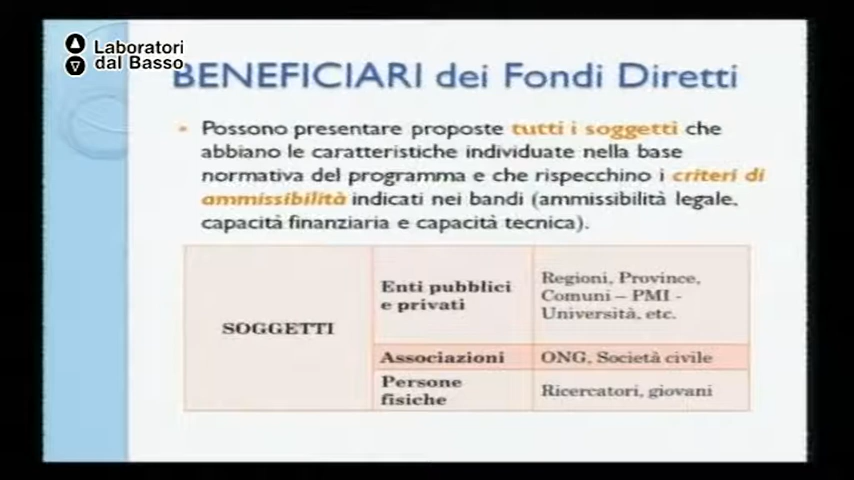 Laboratori
dal Basso
BENEFICIARI dei Fondi Diretti
Possono presentare proposte tutti i soggetti che
abbiano le caratteristiche individuate nella base
normativa del programma e che rispecchino i criteri di
ammissibilità indicati nei bandi (ammissibilità legale,
capacità finanziaria e capacità tecnica).
SOGGETTI
Enti pubblici
e privati
Regioni, Province,
Comuni – PMI -
Università, etc.
Associazioni
ONG, Società civile
Persone
fisiche
Ricercatori, giovani